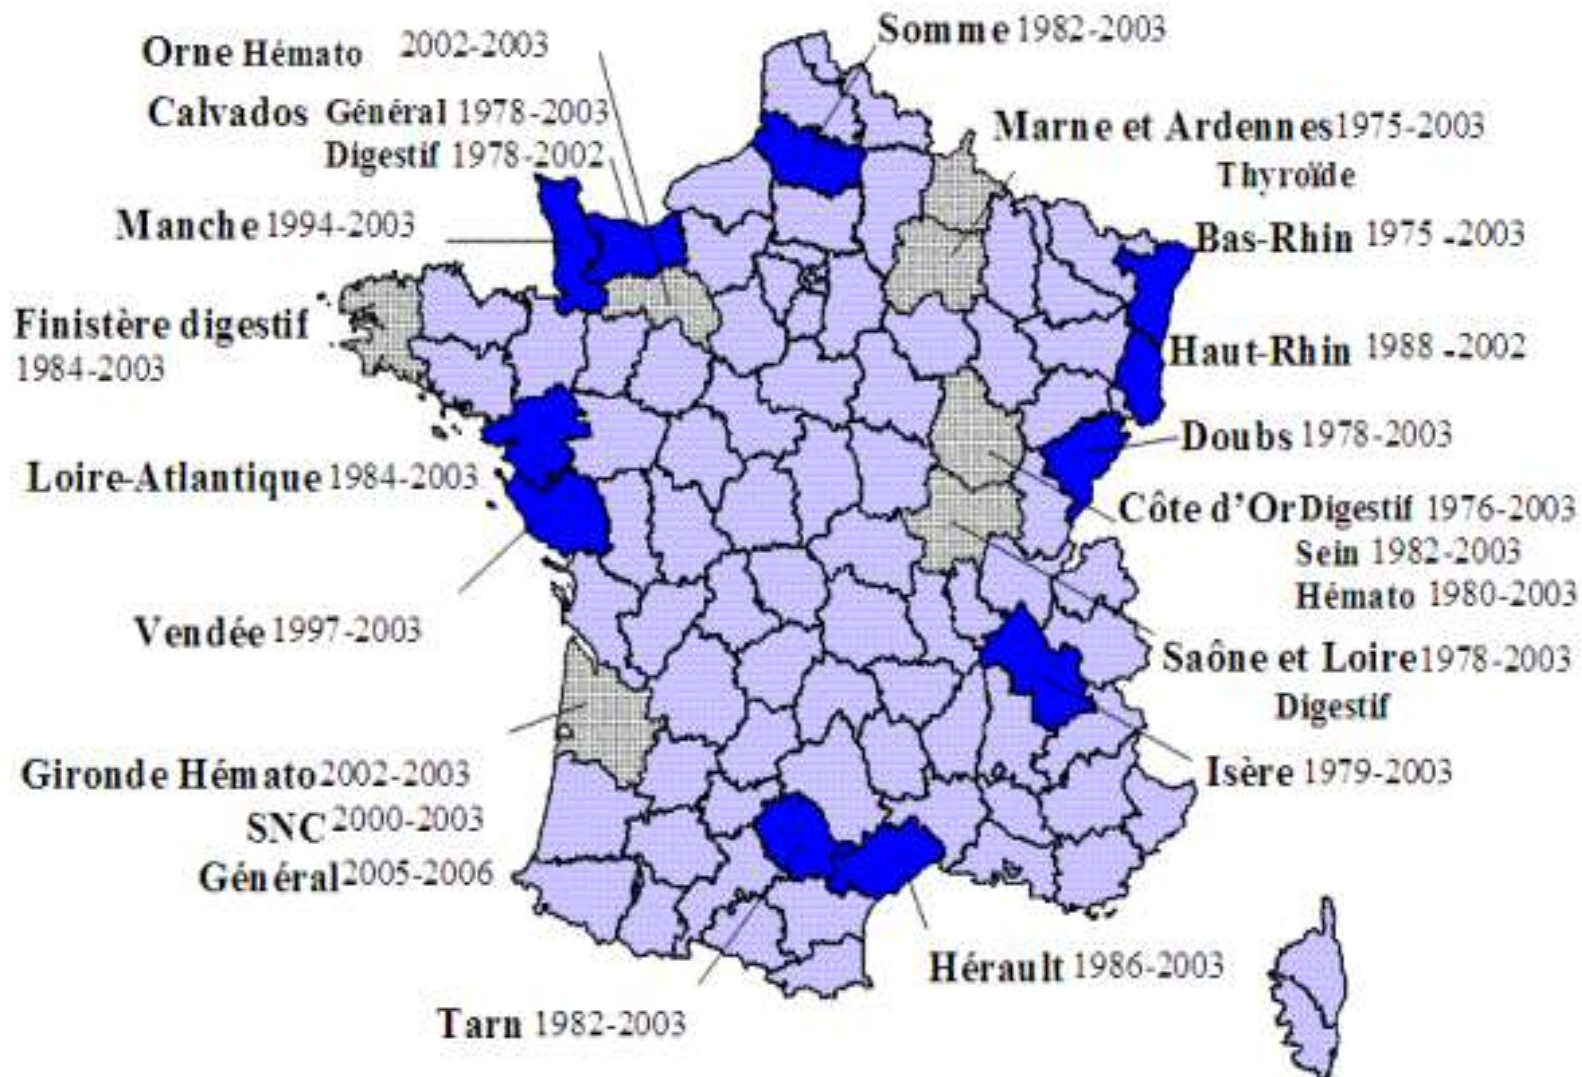 Orne Hémato 2002-2003
Calvados Général 1978-2003
Digestif 1978-2002
Manche 1994-2003
Finistère digestif
1984-2003
Loire-Atlantique 1984-2003
Vendée 1997-2003
Gironde Hémato 2002-2003
SNC 2000-2003
Général 2005-2006
Tarn 1982-2003
Somme 1982-2003
Marne et Ardennes 1975-2003
Thyroïde
Bas-Rhin 1975 -2003
Haut-Rhin 1988 -2002
Doubs 1978-2003
Côte d’Or Digestif 1976-2003
Sein 1982-2003
Hémato 1980-2003
Saône et Loire 1978-2003
Digestif
Isère 1979-2003
Hérault 1986-2003